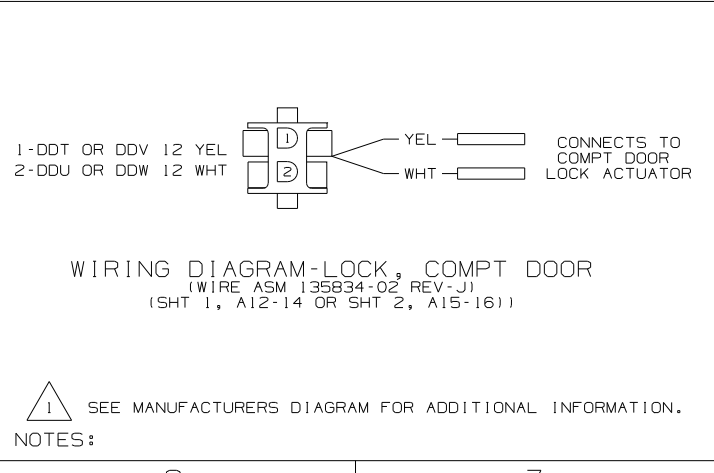 1-DDT OR DDV 12 YEL
2-DDU OR DDW 12 WHT
1
2
YEL
WHT
CONNECTS TO
COMPT DOOR
LOCK ACTUATOR
WIRING DIAGRAM-LOCK, COMPT DOOR
(WIRE ASM 135834-02 REV-J)
(SHT 1, A12-14 OR SHT 2, A15-16))
1 SEE MANUFACTURERS DIAGRAM FOR ADDITIONAL INFORMATION.
NOTES: